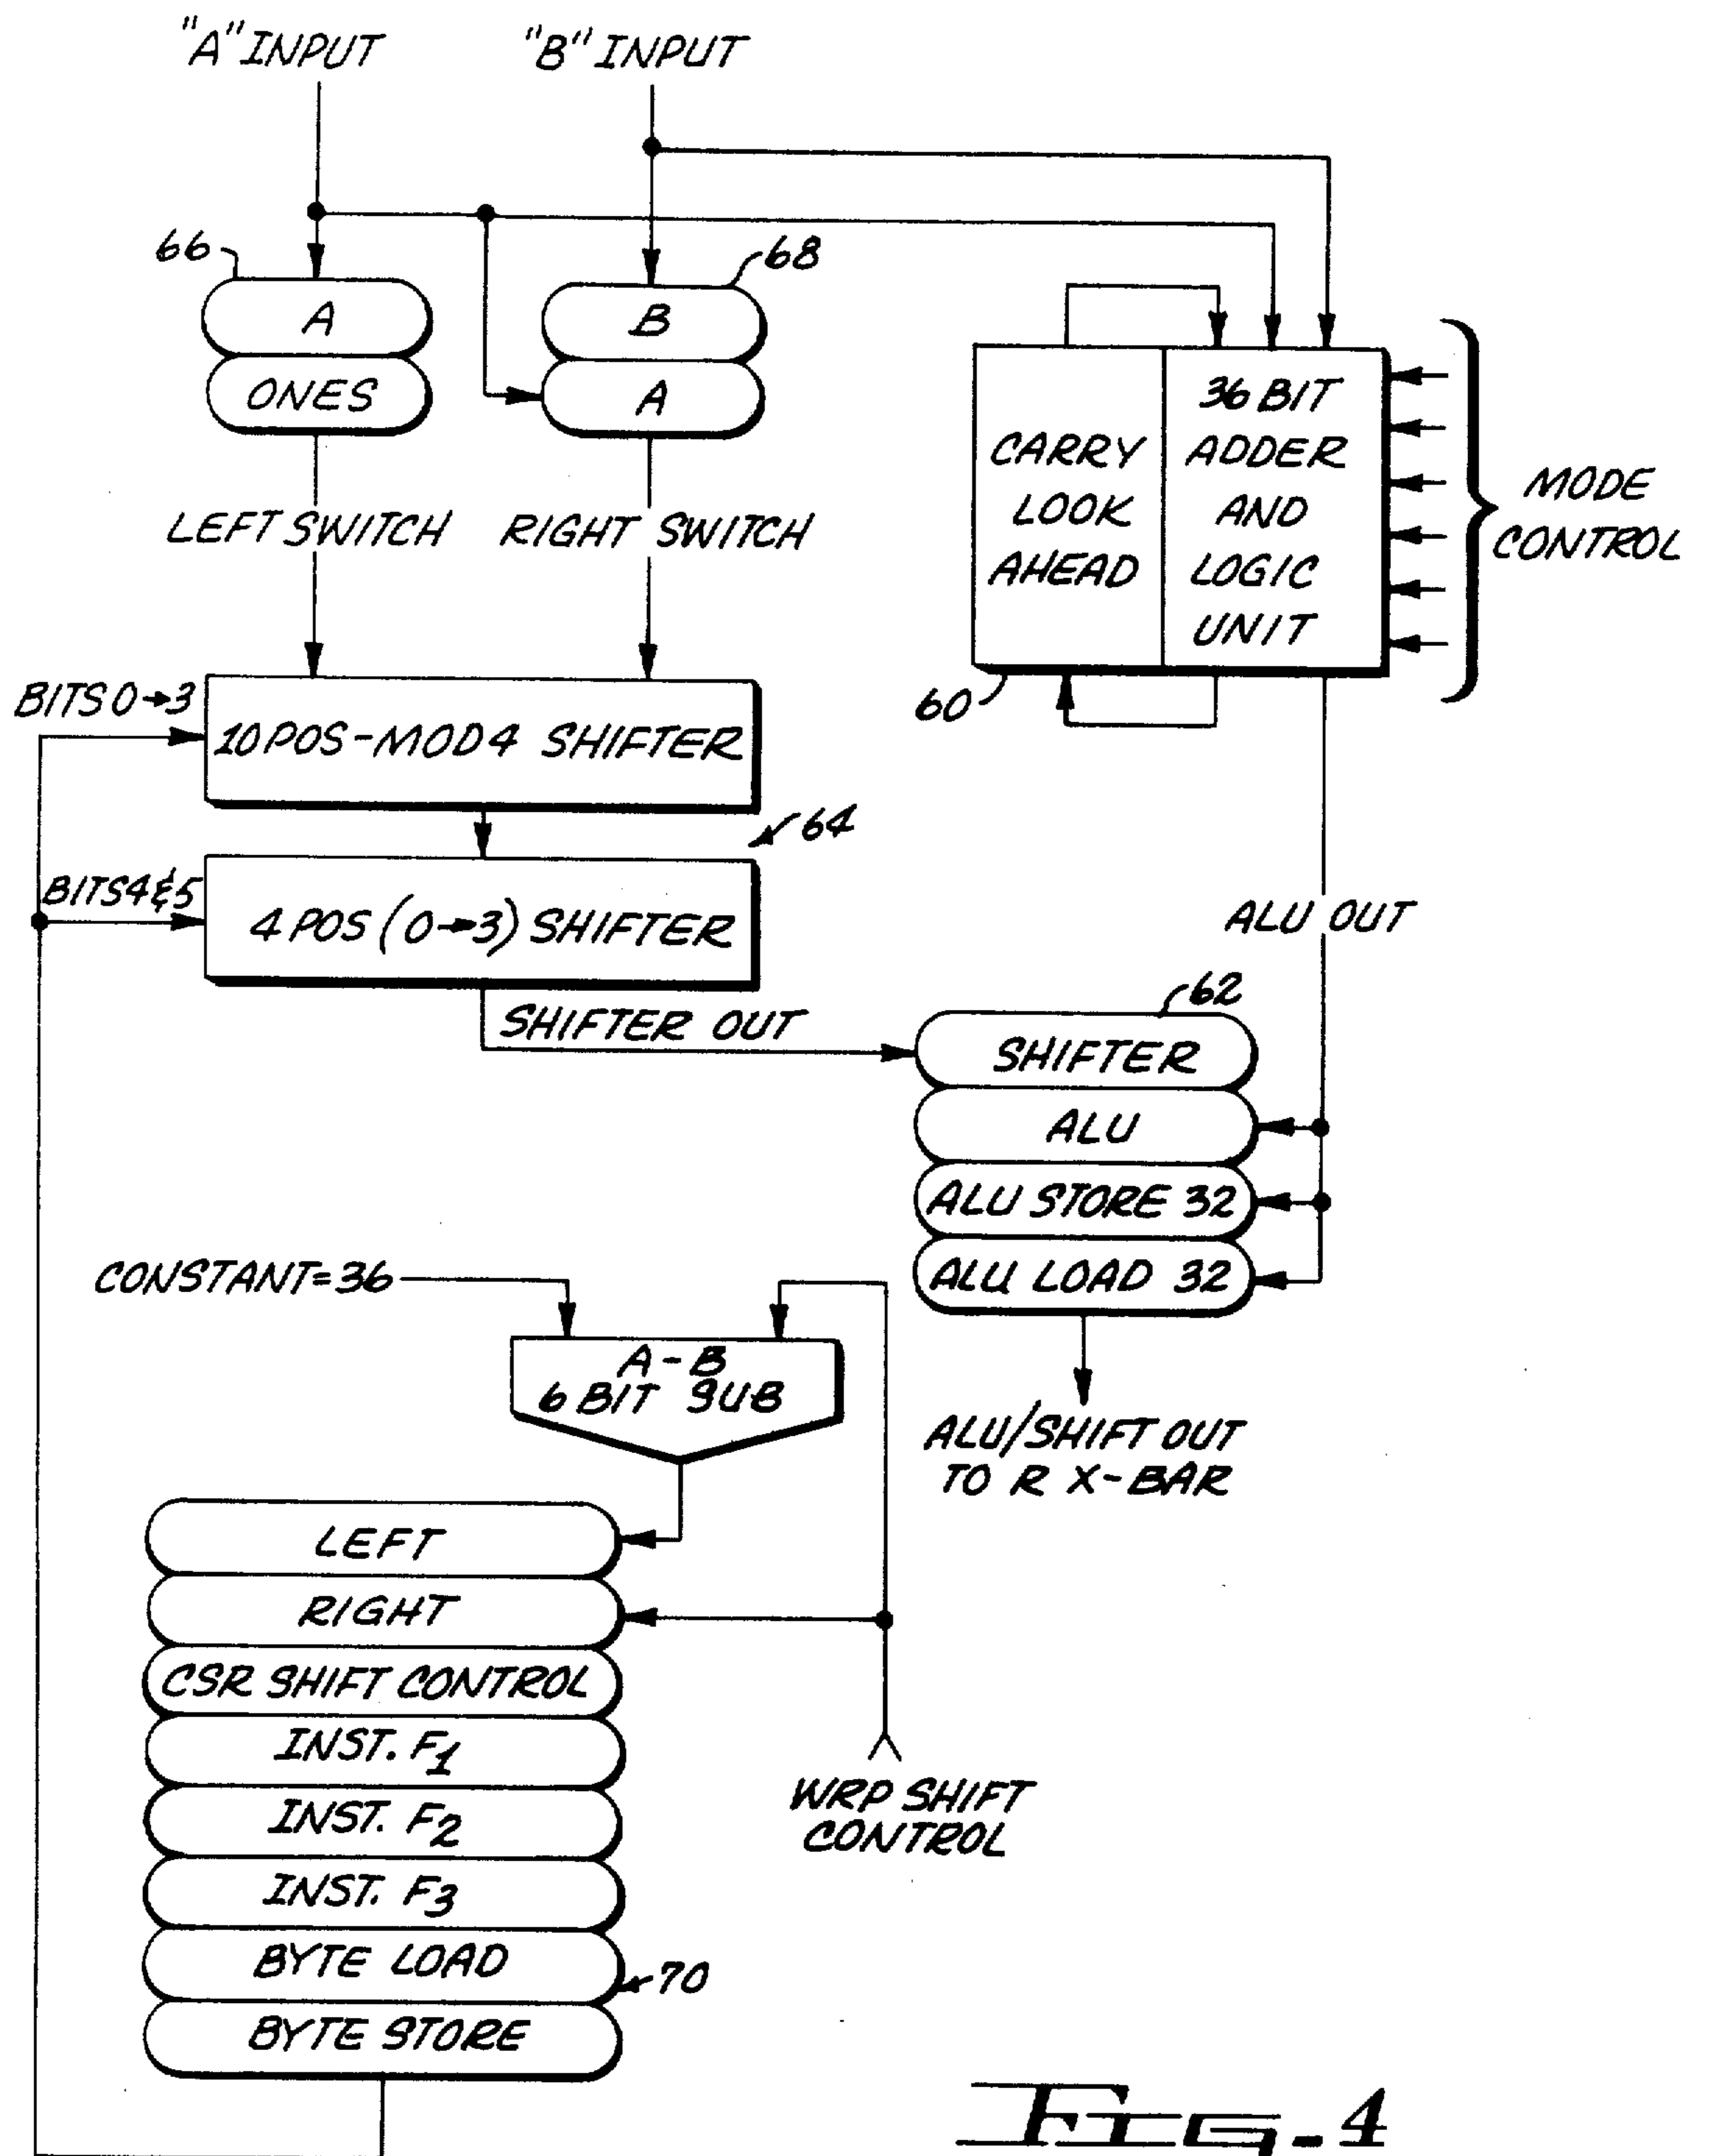 "A" INPUT
"B" INPUT
66
68
A
ONES
B
A
LEFT SWITCH
RIGHT SWITCH
CARRY
LOOK
AHEAD
36 BIT
ADDER
AND
LOGIC
UNIT
MODE
CONTROL
60
BITS 0→3
10 POS-MOD 4 SHIFTER
64
BITS 4&5
4 POS (0→3) SHIFTER
ALU OUT
SHIFTER OUT
62
SHIFTER
ALU
ALU STORE 32
ALU LOAD 32
CONSTANT=36
A-B
6 BIT SUB
ALU/SHIFT OUT
TO R X-BAR
LEFT
RIGHT
CSR SHIFT CONTROL
INST. F1
INST. F2
INST. F3
BYTE LOAD
70
BYTE STORE
WRP SHIFT
CONTROL
FIG-4